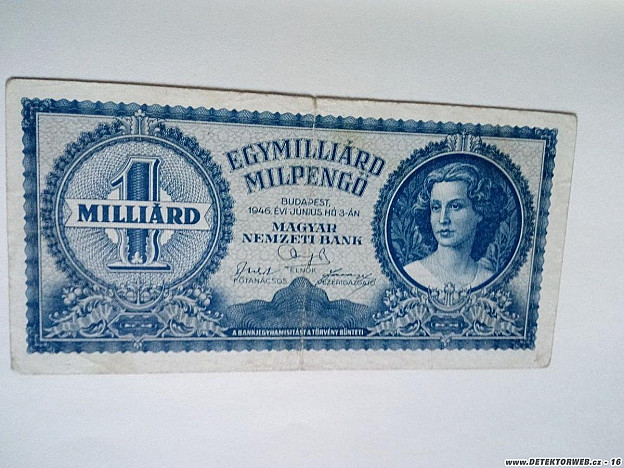 EGYMILLIÁRD
MILPENGŐ
BUDAPEST,
1946. ÉVI JÚNIUS HÓ 3-ÁN
MAGYAR
NEMZETI BANK
1
MILLIÁRD
ELNÖK
FŐTANÁCSOS VEZÉRIGAZGATÓ
A BANKJEGYHAMISÍTÁST A TÖRVÉNY BÜNTETI
www.DETEKTORWEB.cz - 16